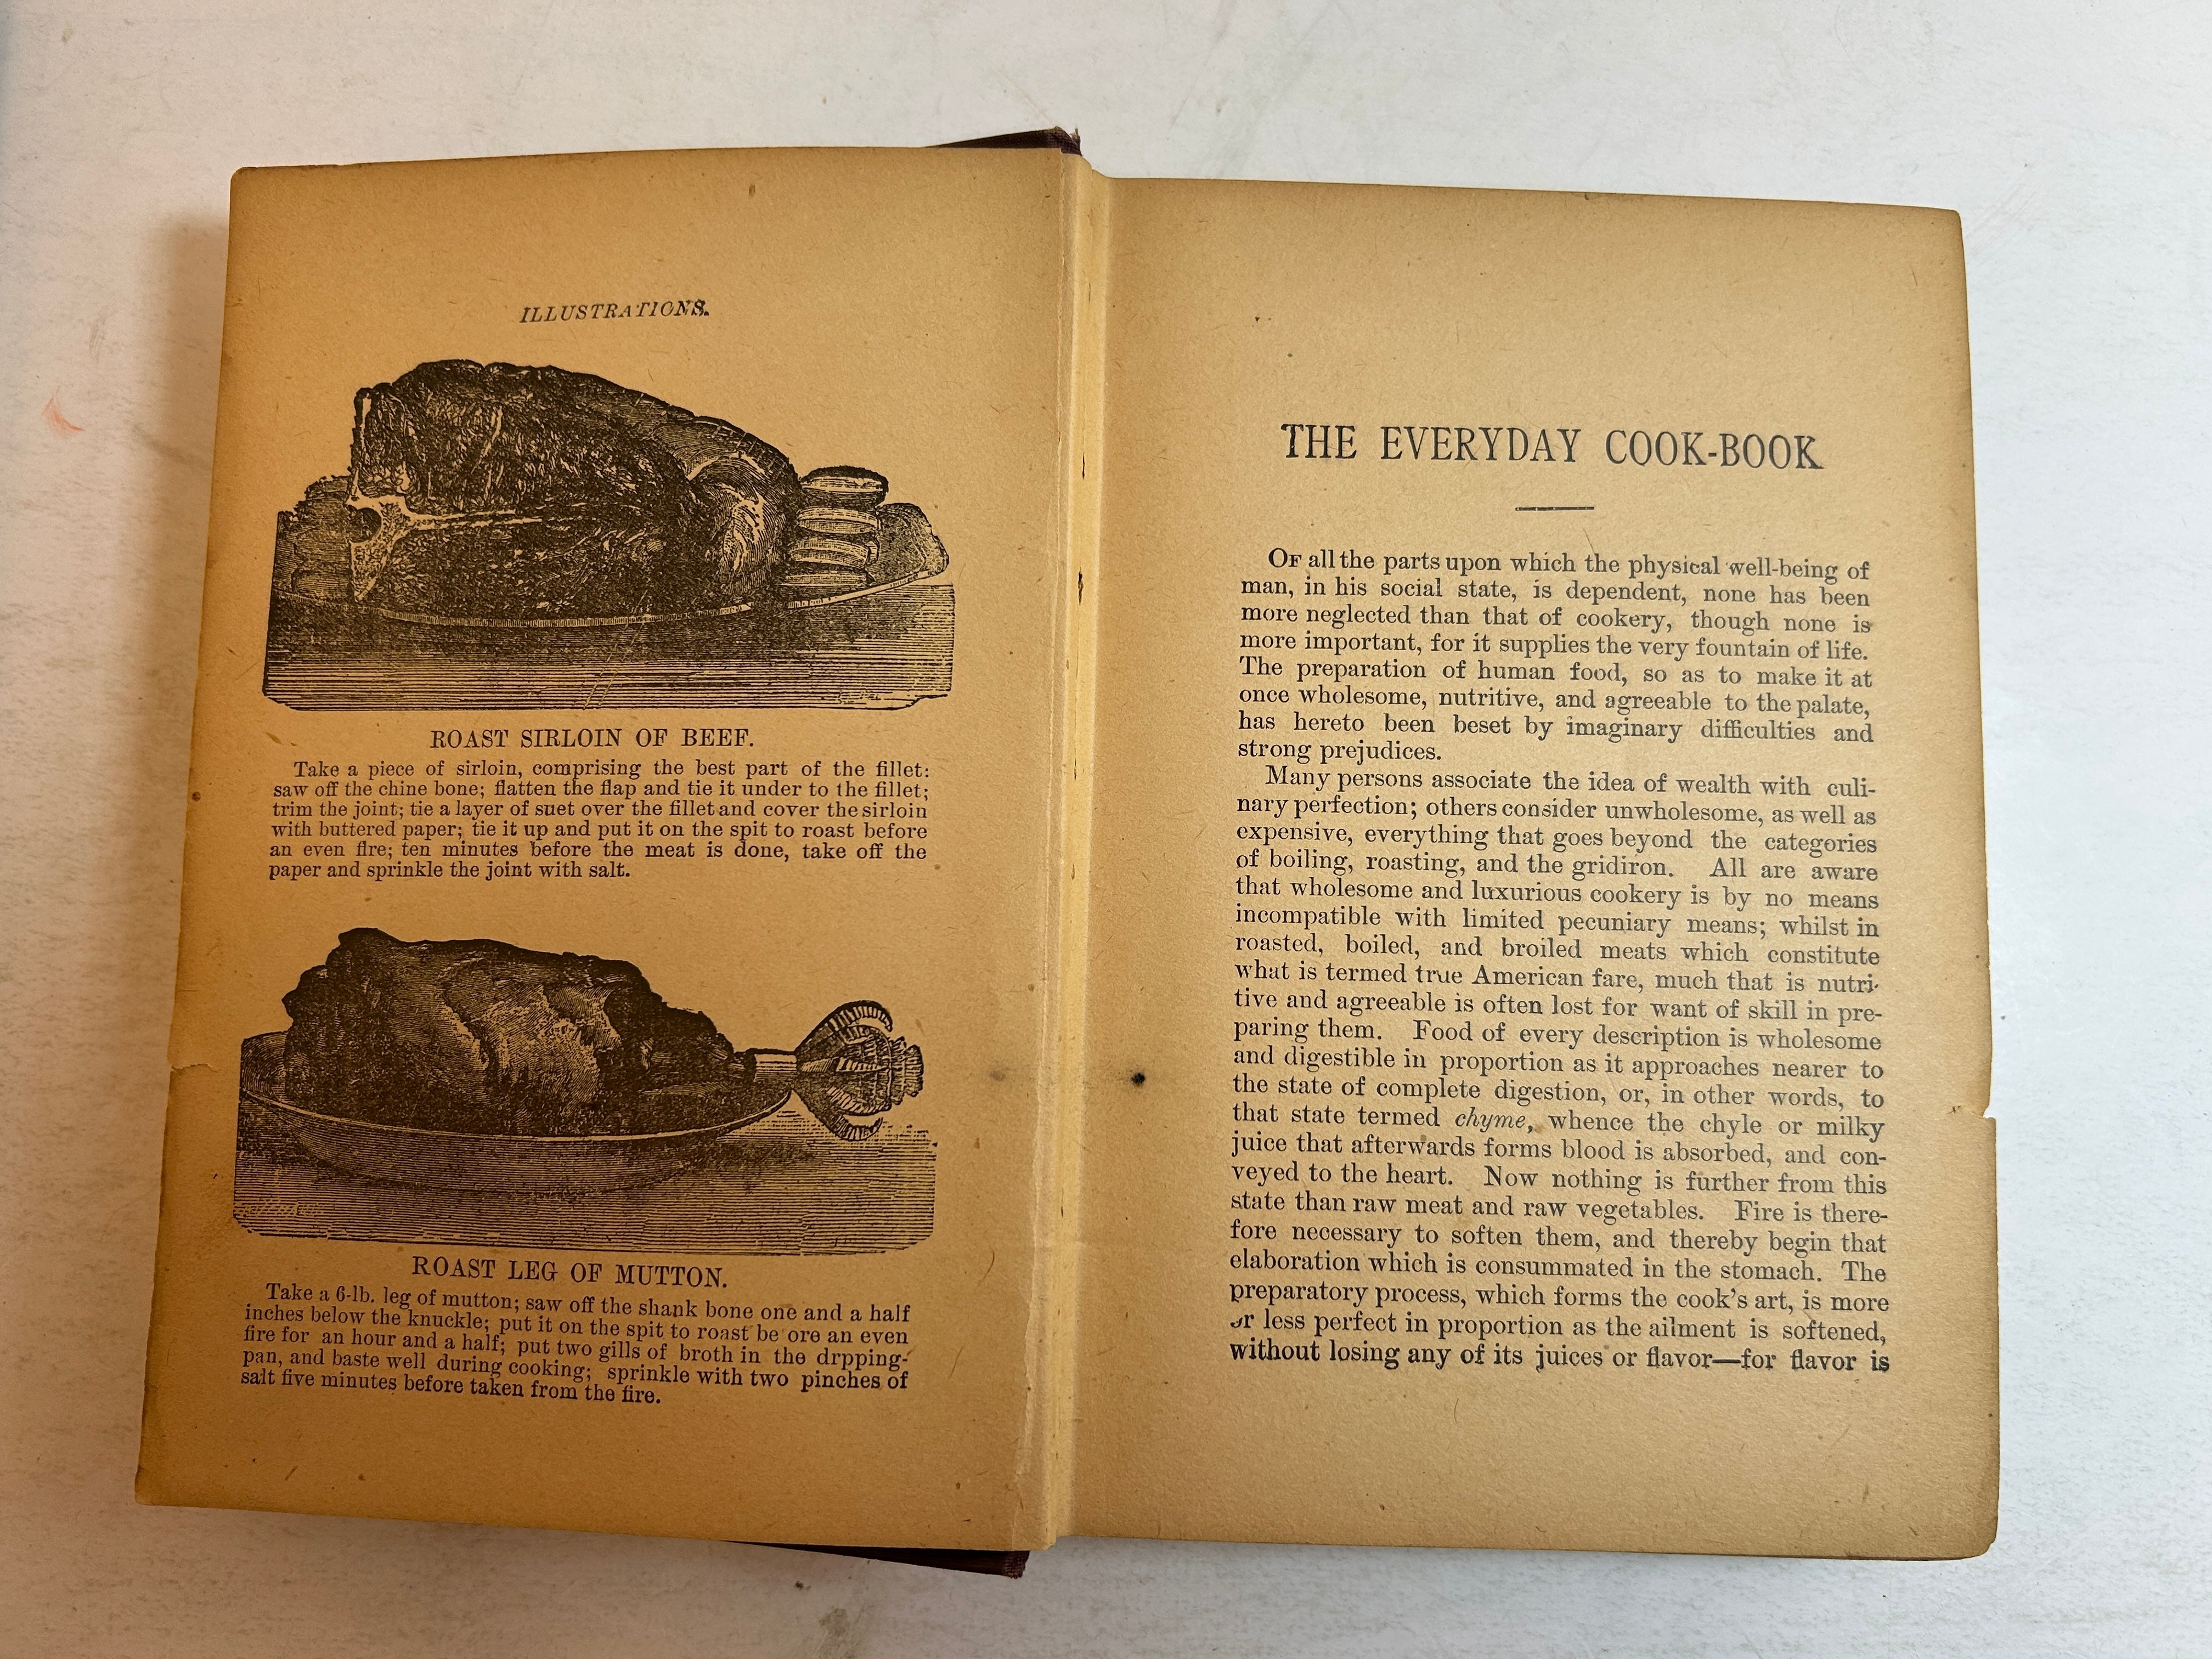 ILLUSTRATIONS.
ROAST SIRLOIN OF BEEF.
Take a piece of sirloin, comprising the best part of the fillet:
saw off the chine bone; flatten the flap and tie it under to the fillet;
trim the joint; tie a layer of suet over the fillet and cover the sirloin
with buttered paper; tie it up and put it on the spit to roast before
an even fire; ten minutes before the meat is done, take off the
paper and sprinkle the joint with salt.
ROAST LEG OF MUTTON.
Take a 6-lb. leg of mutton; saw off the shank bone one and a half
inches below the knuckle; put it on the spit to roast be ore an even
fire for an hour and a half; put two gills of broth in the drpping-
pan, and baste well during cooking; sprinkle with two pinches of
salt five minutes before taken from the fire.
THE EVERYDAY COOK-BOOK
OF all the parts upon which the physical well-being of
man, in his social state, is dependent, none has been
more neglected than that of cookery, though none is
more important, for it supplies the very fountain of life.
The preparation of human food, so as to make it at
once wholesome, nutritive, and agreeable to the palate,
has hereto been beset by imaginary difficulties and
strong prejudices.
Many persons associate the idea of wealth with culi-
nary perfection; others consider unwholesome, as well as
expensive, everything that goes beyond the categories
of boiling, roasting, and the gridiron. All are aware
that wholesome and luxurious cookery is by no means
incompatible with limited pecuniary means; whilst in
roasted, boiled, and broiled meats which constitute
what is termed true American fare, much that is nutri-
tive and agreeable is often lost for want of skill in pre-
paring them. Food of every description is wholesome
and digestible in proportion as it approaches nearer to
the state of complete digestion, or, in other words, to
that state termed chyme, whence the chyle or milky
juice that afterwards forms blood is absorbed, and con-
veyed to the heart. Now nothing is further from this
state than raw meat and raw vegetables. Fire is there-
fore necessary to soften them, and thereby begin that
elaboration which is consummated in the stomach. The
preparatory process, which forms the cook's art, is more
or less perfect in proportion as the ailment is softened,
without losing any of its juices or flavor—for flavor is